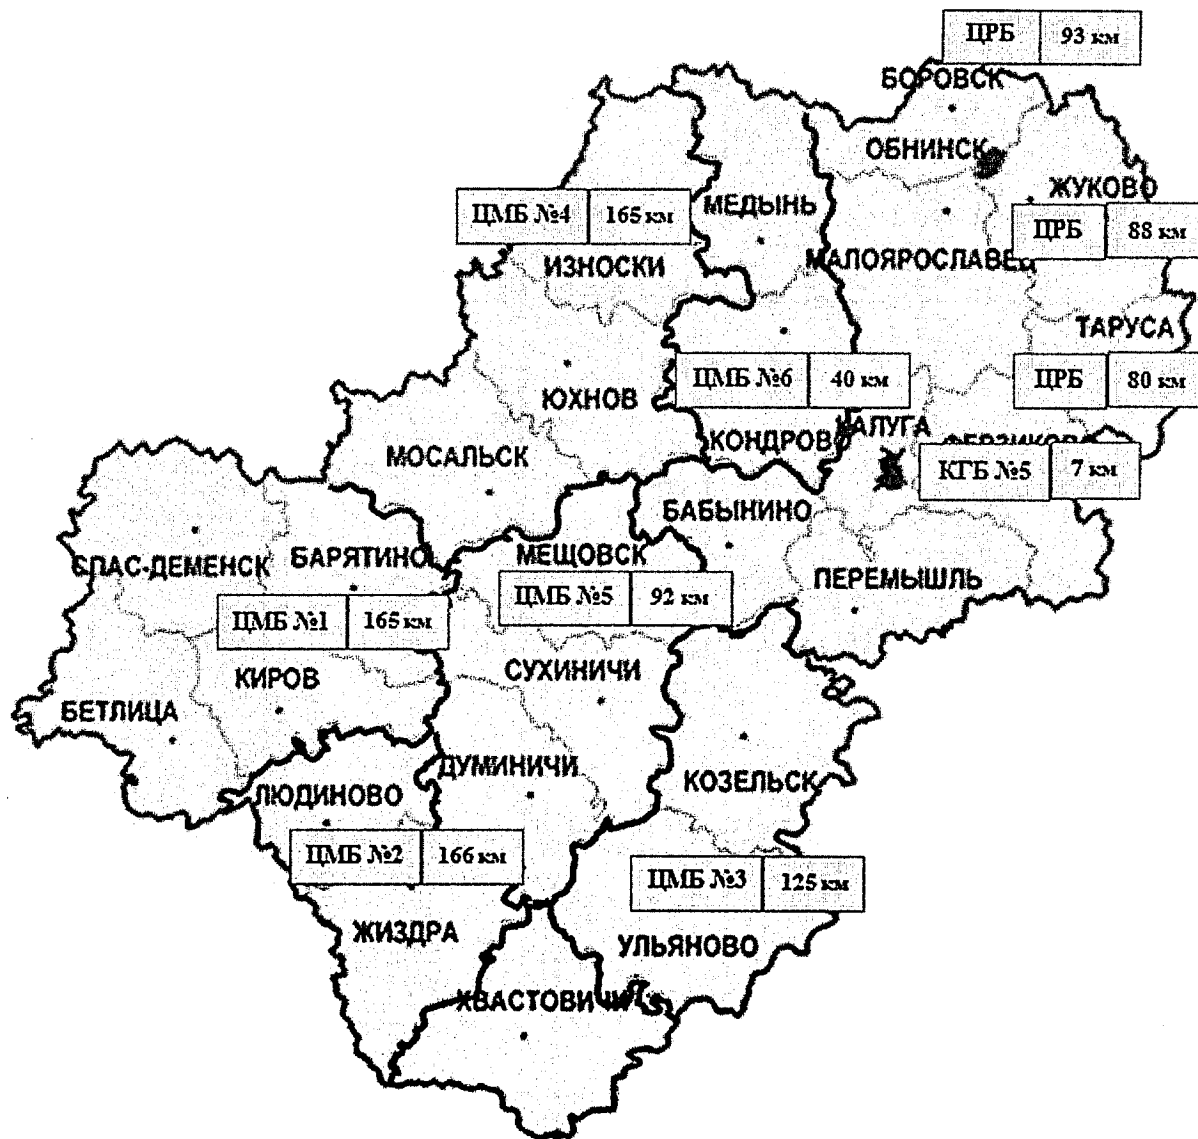 ЦРБ 93 км
БОРОВСК
ОБНИНСК
ЖУКОВО
ЦМБ №4 165 км
МЕДЫНЬ
ЦРБ 88 км
ИЗНОСКИ
МАЛОЯРОСЛАВЕЦ
ТАРУСА
ЦМБ №6 40 км
ЦРБ 80 км
ЮХНОВ
КАЛУГА
КОНДРОВО
МОСАЛЬСК
КГБ №5 7 км
БАБЫНИНО
МЕЩОВСК
БАРЯТИНО
СПАС-ДЕМЕНСК
ПЕРЕМЫШЛЬ
ЦМБ №5 92 км
ЦМБ №1 165 км
СУХИНИЧИ
КИРОВ
БЕТЛИЦА
ДУМИНИЧИ
КОЗЕЛЬСК
ЛЮДИНОВО
ЦМБ №2 166 км
ЦМБ №3 125 км
ЖИЗДРА
УЛЬЯНОВО
ХВАСТОВИЧИ